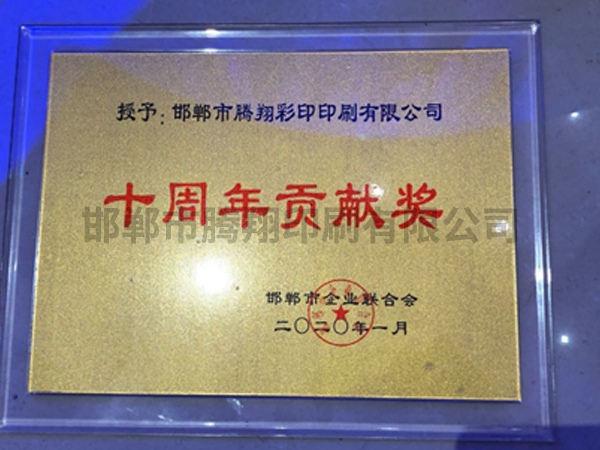 授予：邯郸市腾翔彩印印刷有限公司
十周年贡献奖
邯郸市腾翔印刷有限公司
邯郸市企业联合会
二〇二〇年一月